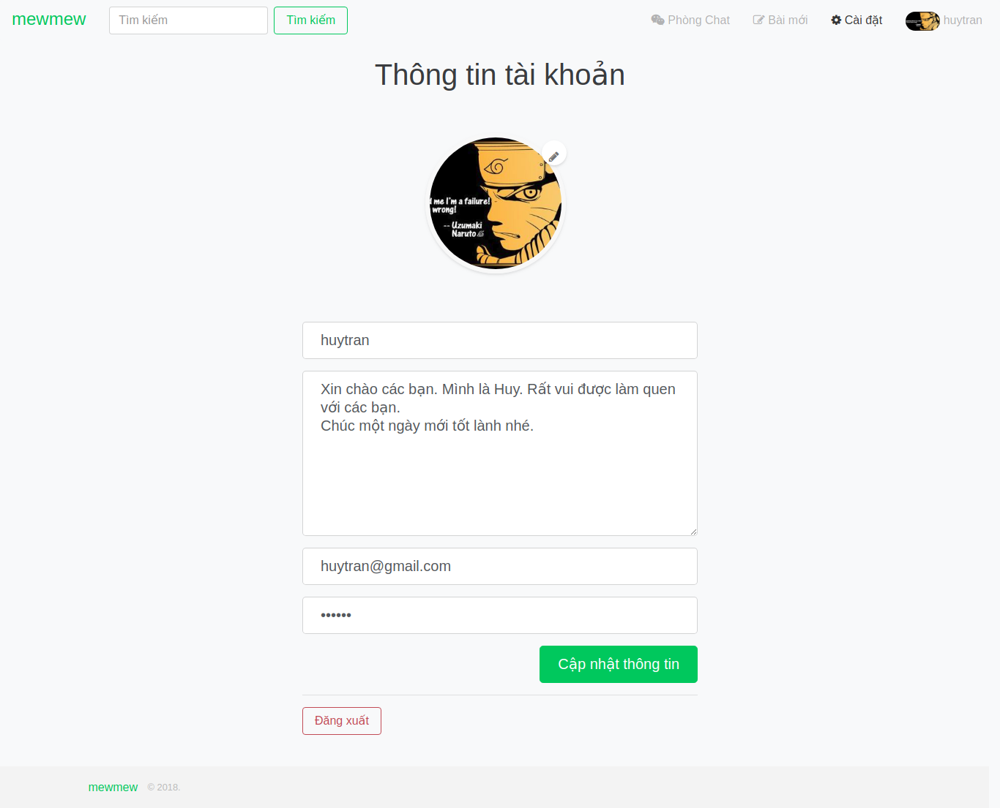 mewmew
Tìm kiếm
Tìm kiếm
Phòng Chat
Bài mới
Cài đặt
huytran
Thông tin tài khoản
me I'm a failure!
wrong!
-- Uzumaki
Naruto
huytran
Xin chào các bạn. Mình là Huy. Rất vui được làm quen
với các bạn.
Chúc một ngày mới tốt lành nhé.
huytran@gmail.com
••••••
Cập nhật thông tin
Đăng xuất
mewmew © 2018.